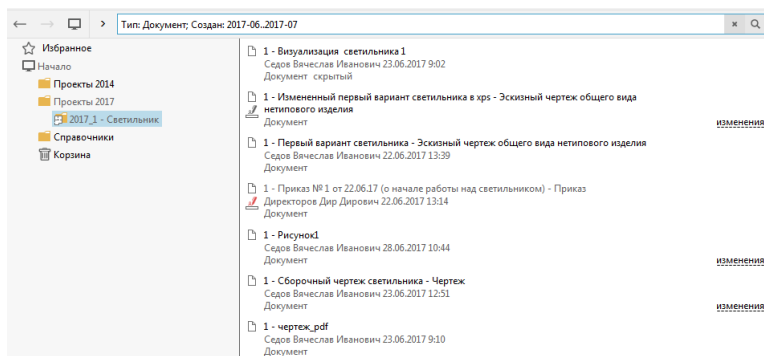 Тип: Документ; Создан: 2017-06..2017-07
Избранное
Начало
Проекты 2014
Проекты 2017
2017_1 - Светильник
Справочники
Корзина
1 - Визуализация светильника 1
Седов Вячеслав Иванович 23.06.2017 9:02
Документ скрытый
1 - Измененный первый вариант светильника в xps - Эскизный чертеж общего вида
нетипового изделия
Документ
изменения
1 - Первый вариант светильника - Эскизный чертеж общего вида нетипового изделия
Седов Вячеслав Иванович 22.06.2017 13:39
Документ
1 - Приказ № 1 от 22.06.17 (о начале работы над светильником) - Приказ
Директоров Дир Дирович 22.06.2017 13:14
Документ
1 - Рисунок1
Седов Вячеслав Иванович 28.06.2017 10:44
Документ
изменения
1 - Сборочный чертеж светильника - Чертеж
Седов Вячеслав Иванович 23.06.2017 12:51
Документ
изменения
1 - чертеж_pdf
Седов Вячеслав Иванович 23.06.2017 9:10
Документ